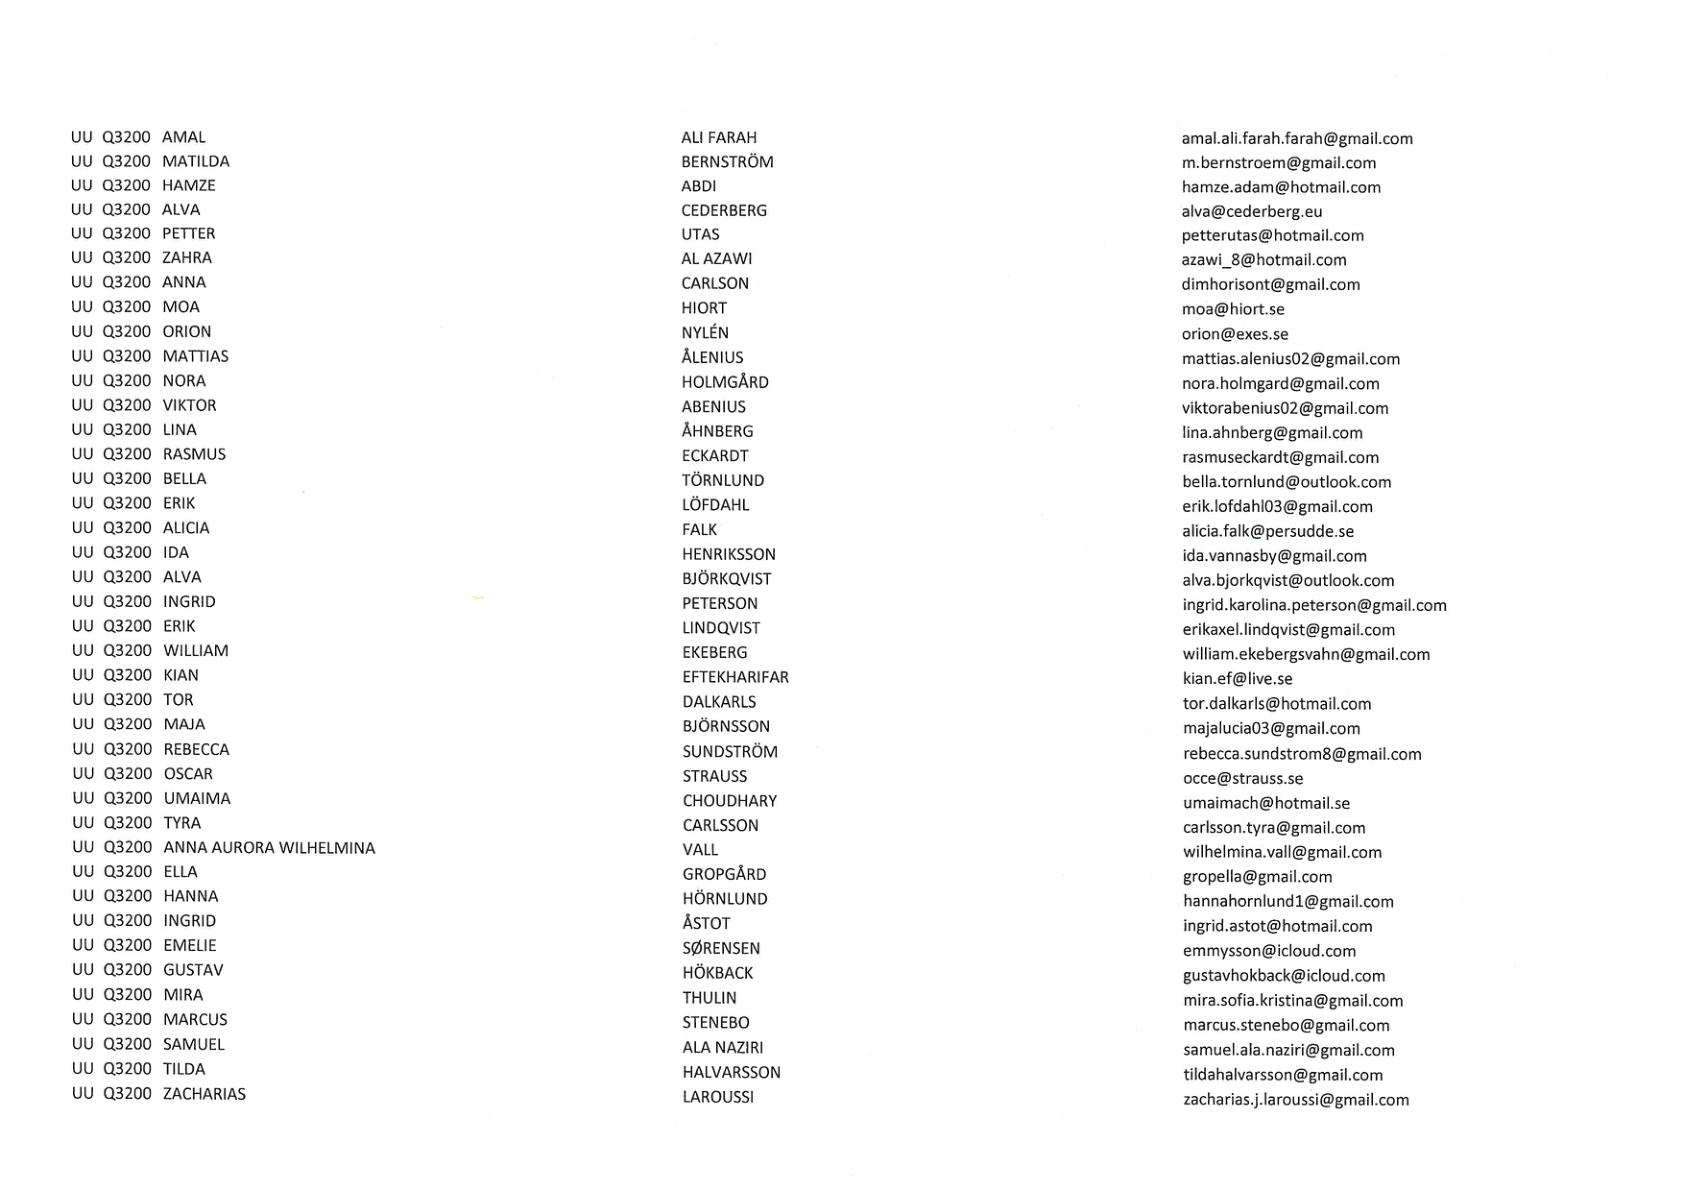 UU Q3200 AMAL ALI FARAH amal.ali.farah.farah@gmail.com
UU Q3200 MATILDA BERNSTRÖM m.bernstroem@gmail.com
UU Q3200 HAMZE ABDI hamze.adam@hotmail.com
UU Q3200 ALVA CEDERBERG alva@cederberg.eu
UU Q3200 PETTER UTAS petterutas@hotmail.com
UU Q3200 ZAHRA AL AZAWI azawi_8@hotmail.com
UU Q3200 ANNA CARLSON dimhorisont@gmail.com
UU Q3200 MOA HIORT moa@hiort.se
UU Q3200 ORION NYLÉN orion@exes.se
UU Q3200 MATTIAS ÅLENIUS mattias.alenius02@gmail.com
UU Q3200 NORA HOLMGÅRD nora.holmgard@gmail.com
UU Q3200 VIKTOR ABENIUS viktorabenius02@gmail.com
UU Q3200 LINA ÅHNBERG lina.ahnberg@gmail.com
UU Q3200 RASMUS ECKARDT rasmuseckardt@gmail.com
UU Q3200 BELLA TÖRNLUND bella.tornlund@outlook.com
UU Q3200 ERIK LÖFDAHL erik.lofdahl03@gmail.com
UU Q3200 ALICIA FALK alicia.falk@persudde.se
UU Q3200 IDA HENRIKSSON ida.vannasby@gmail.com
UU Q3200 ALVA BJÖRKQVIST alva.bjorkqvist@outlook.com
UU Q3200 INGRID PETERSON ingrid.karolina.peterson@gmail.com
UU Q3200 ERIK LINDQVIST erikaxel.lindqvist@gmail.com
UU Q3200 WILLIAM EKEBERG william.ekebergsvahn@gmail.com
UU Q3200 KIAN EFTEKHARIFAR kian.ef@live.se
UU Q3200 TOR DALKARLS tor.dalkarls@hotmail.com
UU Q3200 MAJA BJÖRNSSON majalucia03@gmail.com
UU Q3200 REBECCA SUNDSTRÖM rebecca.sundstrom8@gmail.com
UU Q3200 OSCAR STRAUSS occe@strauss.se
UU Q3200 UMAIMA CHOUDHARY umaimach@hotmail.se
UU Q3200 TYRA CARLSSON carlsson.tyra@gmail.com
UU Q3200 ANNA AURORA WILHELMINA VALL wilhelmina.vall@gmail.com
UU Q3200 ELLA GROPGÅRD gropella@gmail.com
UU Q3200 HANNA HÖRNLUND hannahornlund1@gmail.com
UU Q3200 INGRID ÅSTOT ingrid.astot@hotmail.com
UU Q3200 EMELIE SØRENSEN emmysson@icloud.com
UU Q3200 GUSTAV HÖKBACK gustavhokback@icloud.com
UU Q3200 MIRA THULIN mira.sofia.kristina@gmail.com
UU Q3200 MARCUS STENEBO marcus.stenebo@gmail.com
UU Q3200 SAMUEL ALA NAZIRI samuel.ala.naziri@gmail.com
UU Q3200 TILDA HALVARSSON tildahalvarsson@gmail.com
UU Q3200 ZACHARIAS LAROUSSI zacharias.j.laroussi@gmail.com